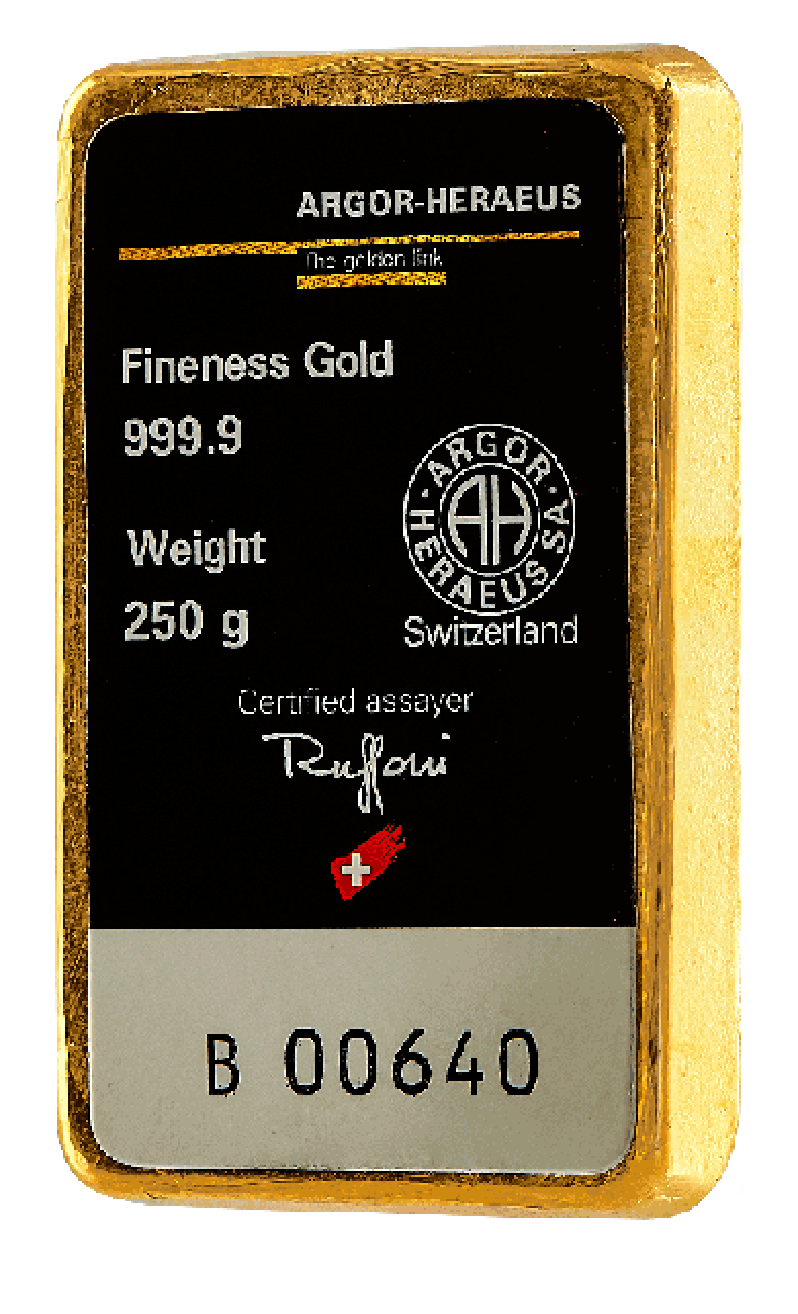 ARGOR-HERAEUS
The golden link
Fineness Gold
999.9
Weight
250 g
·ARGOR·
HERAEUS SA
AH
Switzerland
Certified assayer
Ruffoni
B 00640